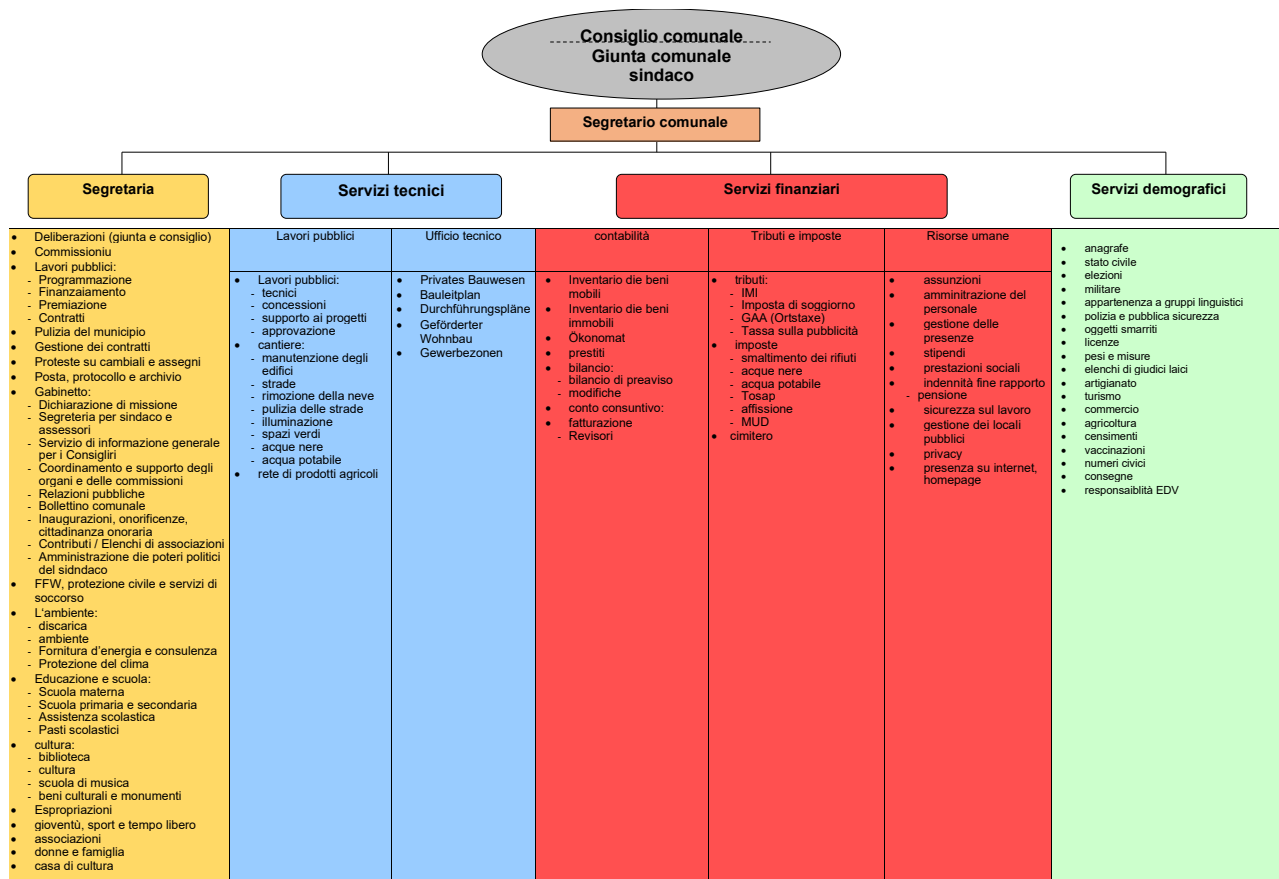 Consiglio comunale
Giunta comunale
sindaco
Segretario comunale
Segretaria
Servizi tecnici
Servizi finanziari
Servizi demografici
• Deliberazioni (giunta e consiglio)
• Commissioniu
• Lavori pubblici:
- Programmazione
- Finanzaiamento
- Premiazione
- Contratti
• Pulizia del municipio
• Gestione dei contratti
• Proteste su cambiali e assegni
• Posta, protocollo e archivio
• Gabinetto:
- Dichiarazione di missione
- Segreteria per sindaco e
assessori
- Servizio di informazione generale
per i Consigliri
- Coordinamento e supporto degli
organi e delle commissioni
- Relazioni pubbliche
- Bollettino comunale
- Inaugurazioni, onorificenze,
cittadinanza onoraria
- Contributi / Elenchi di associazioni
- Amministrazione die poteri politici
del sidndaco
• FFW, protezione civile e servizi di
soccorso
• L'ambiente:
- discarica
- ambiente
- Fornitura d'energia e consulenza
- Protezione del clima
• Educazione e scuola:
- Scuola materna
- Scuola primaria e secondaria
- Assistenza scolastica
- Pasti scolastici
• cultura:
- biblioteca
- cultura
- scuola di musica
- beni culturali e monumenti
• Espropriazioni
• gioventù, sport e tempo libero
• associazioni
• donne e famiglia
• casa di cultura
Lavori pubblici
• Lavori pubblici:
- tecnici
- concessioni
- supporto ai progetti
- approvazione
• cantiere:
- manutenzione degli
edifici
- strade
- rimozione della neve
- pulizia delle strade
- illuminazione
- spazi verdi
- acque nere
- acqua potabile
• rete di prodotti agricoli
Ufficio tecnico
• Privates Bauwesen
• Bauleitplan
• Durchführungspläne
• Geförderter
Wohnbau
• Gewerbezonen
contabilità
• Inventario die beni
mobili
• Inventario die beni
immobili
• Ökonomat
• prestiti
• bilancio:
- bilancio di preaviso
- modifiche
• conto consuntivo:
• fatturazione
- Revisori
Tributi e imposte
• tributi:
- IMI
- Imposta di soggiorno
- GAA (Ortstaxe)
- Tassa sulla pubblicità
• imposte
- smaltimento dei rifiuti
- acque nere
- acqua potabile
- Tosap
- affissione
- MUD
• cimitero
Risorse umane
• assunzioni
• amminitrazione del
personale
• gestione delle
presenze
• stipendi
• prestazioni sociali
• indennità fine rapporto
- pensione
• sicurezza sul lavoro
• gestione dei locali
pubblici
• privacy
• presenza su internet,
homepage
• anagrafe
• stato civile
• elezioni
• militare
• appartenenza a gruppi linguistici
• polizia e pubblica sicurezza
• oggetti smarriti
• licenze
• pesi e misure
• elenchi di giudici laici
• artigianato
• turismo
• commercio
• agricoltura
• censimenti
• vaccinazioni
• numeri civici
• consegne
• responsaiblità EDV